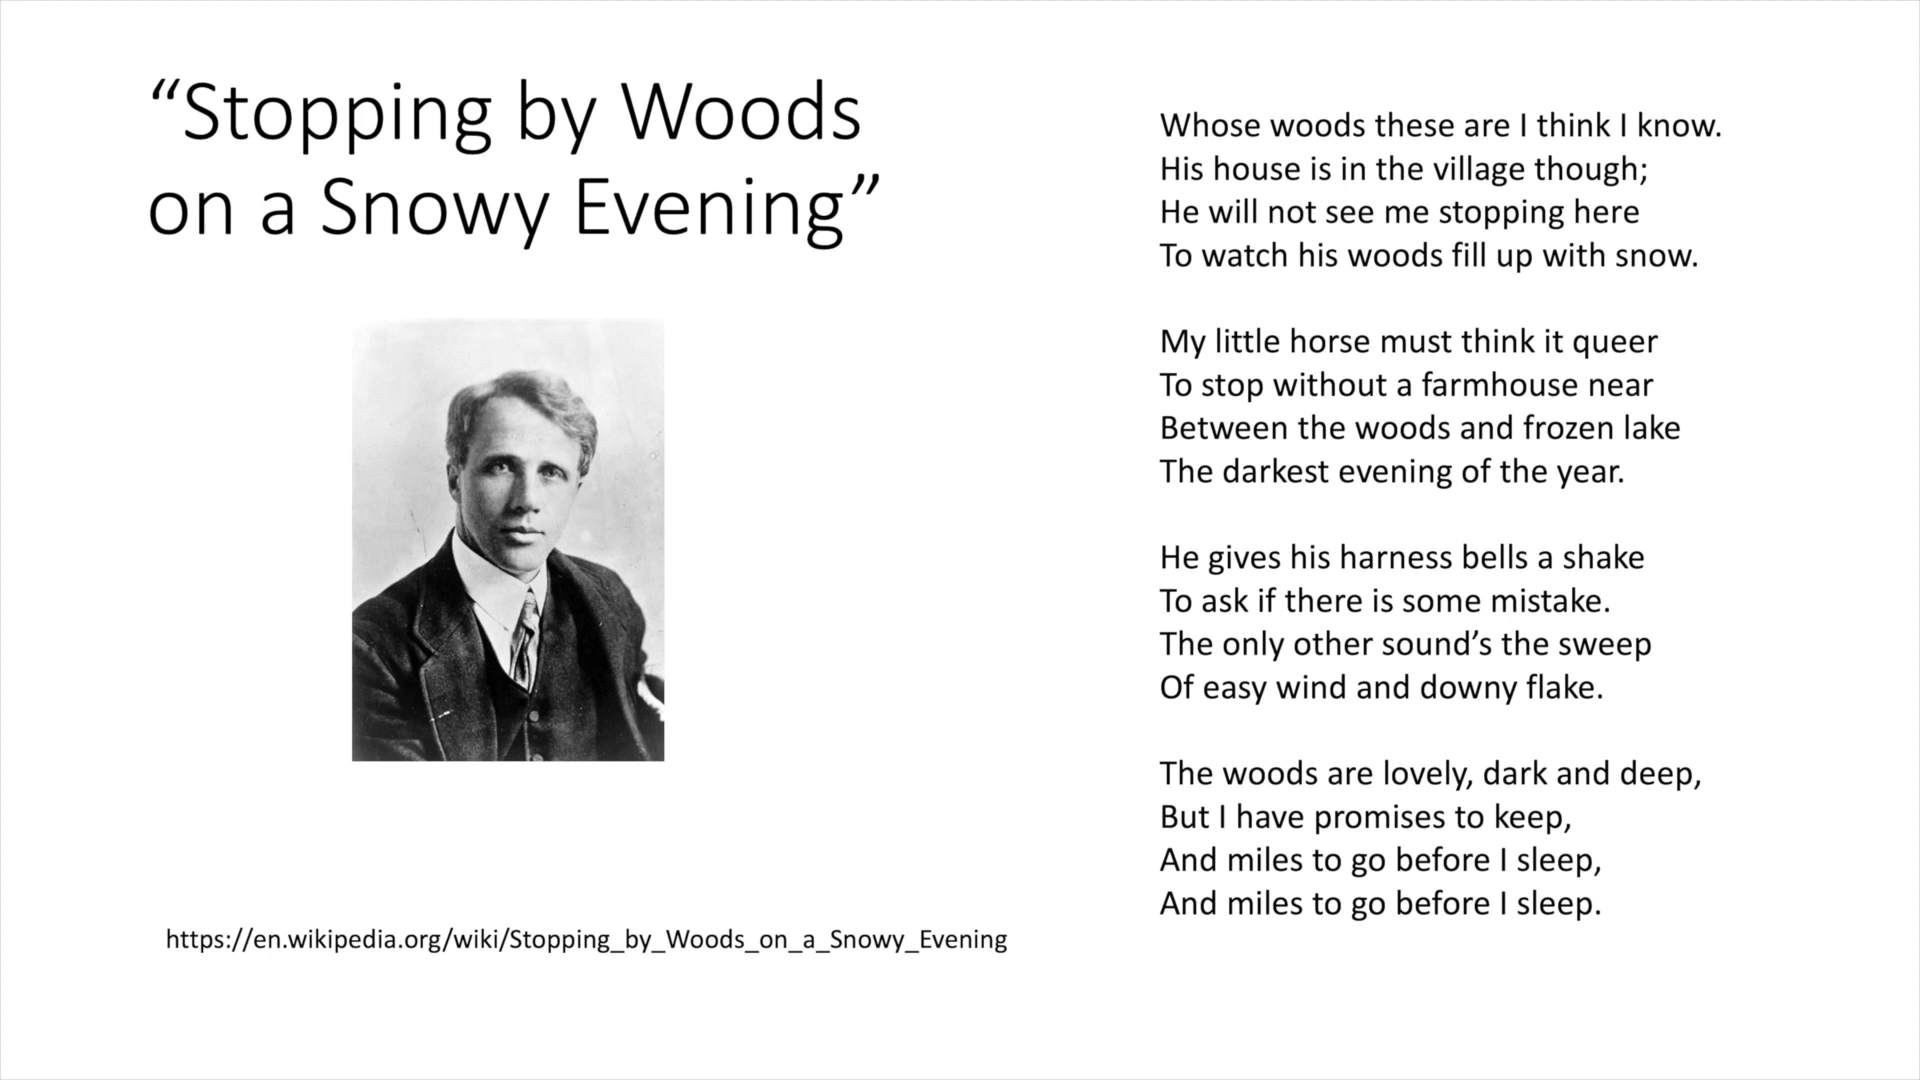 “Stopping by Woods
on a Snowy Evening”
https://en.wikipedia.org/wiki/Stopping_by_Woods_on_a_Snowy_Evening
Whose woods these are I think I know.
His house is in the village though;
He will not see me stopping here
To watch his woods fill up with snow.
My little horse must think it queer
To stop without a farmhouse near
Between the woods and frozen lake
The darkest evening of the year.
He gives his harness bells a shake
To ask if there is some mistake.
The only other sound’s the sweep
Of easy wind and downy flake.
The woods are lovely, dark and deep,
But I have promises to keep,
And miles to go before I sleep,
And miles to go before I sleep.